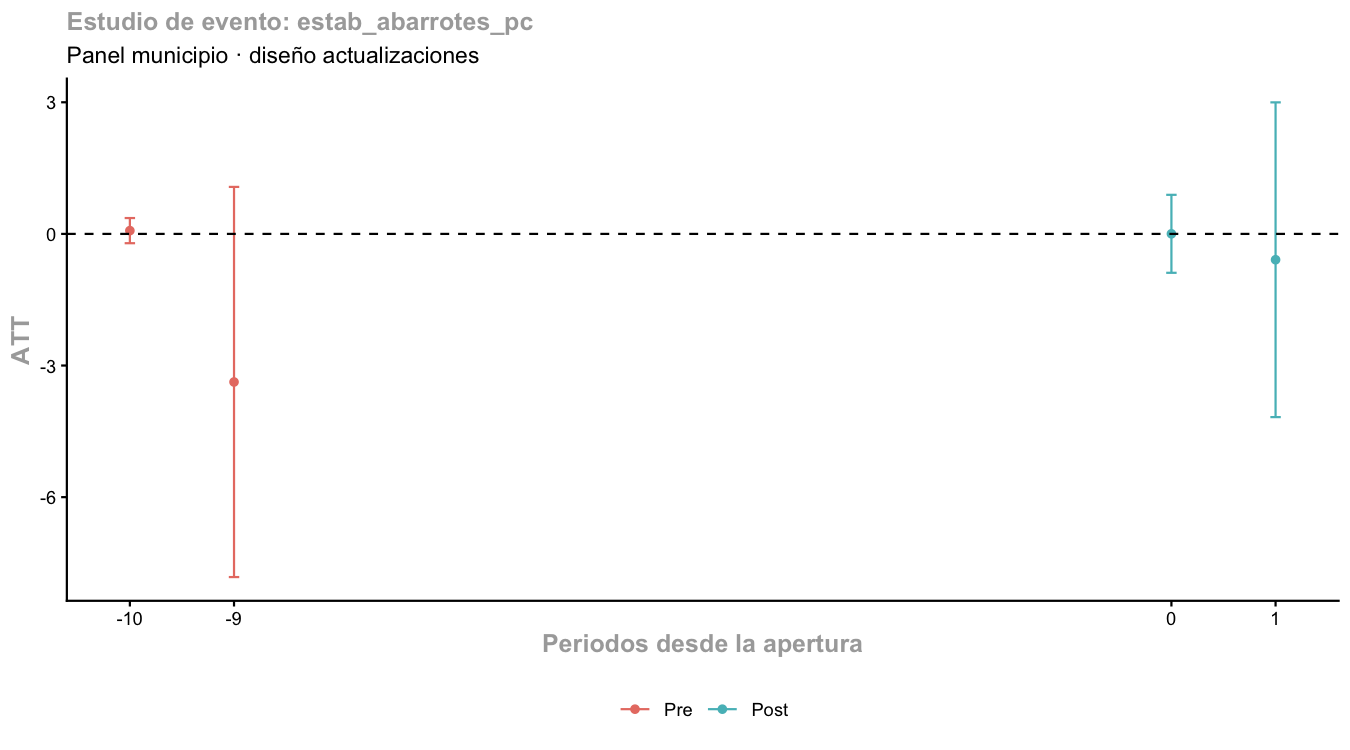 Estudio de evento: estab_abarrotes_pc
Panel municipio · diseño actualizaciones
3
0
-3
-6
ATT
-10
-9
0
1
Periodos desde la apertura
Pre
Post